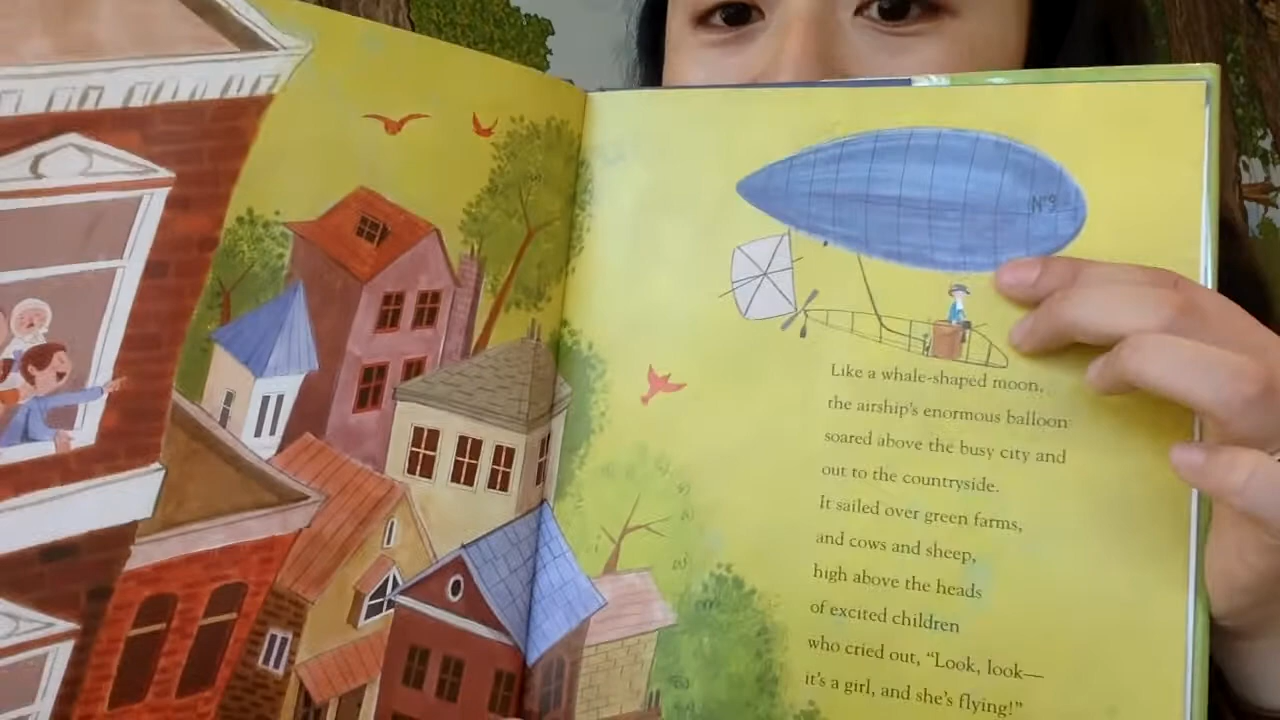 Nº9
Like a whale-shaped moon,
the airship's enormous balloon
soared above the busy city and
out to the countryside.
It sailed over green farms,
and cows and sheep,
high above the heads
of excited children
who cried out, “Look, look—
it's a girl, and she's flying!”